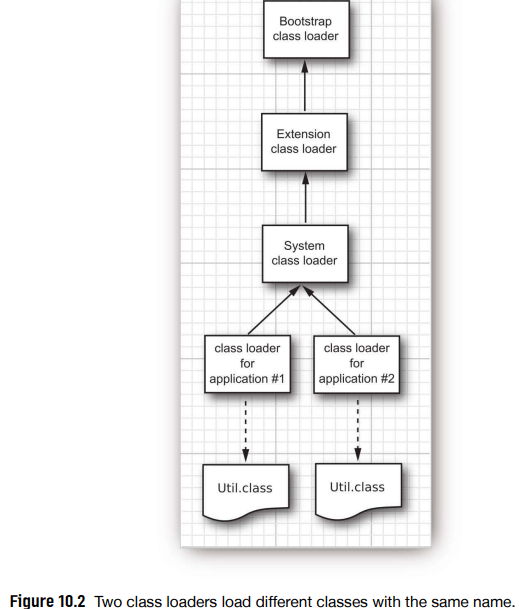 Bootstrap
class loader
Extension
class loader
System
class loader
class loader
for
application #1
class loader
for
application #2
Util.class
Util.class
Figure 10.2 Two class loaders load different classes with the same name.